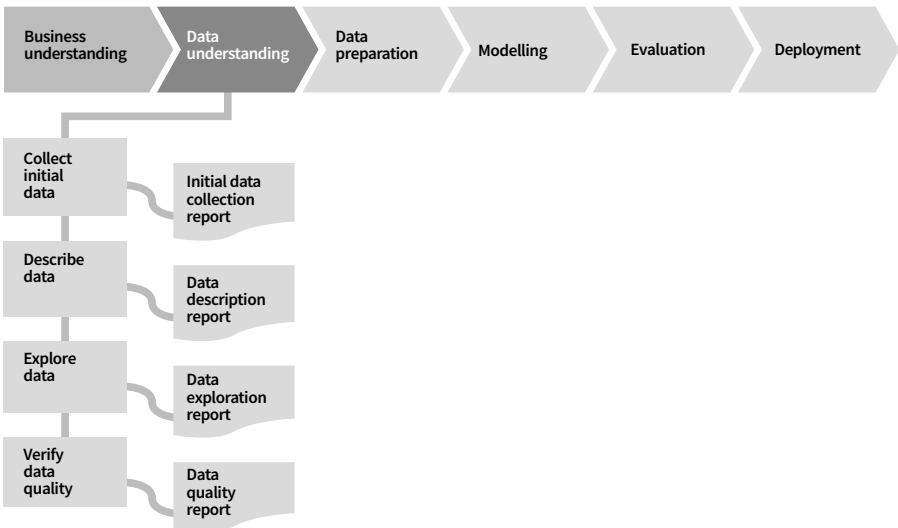 Business
understanding
Data
understanding
Data
preparation
Modelling
Evaluation
Deployment
Collect
initial
data
Initial data
collection
report
Describe
data
Data
description
report
Explore
data
Data
exploration
report
Verify
data
quality
Data
quality
report